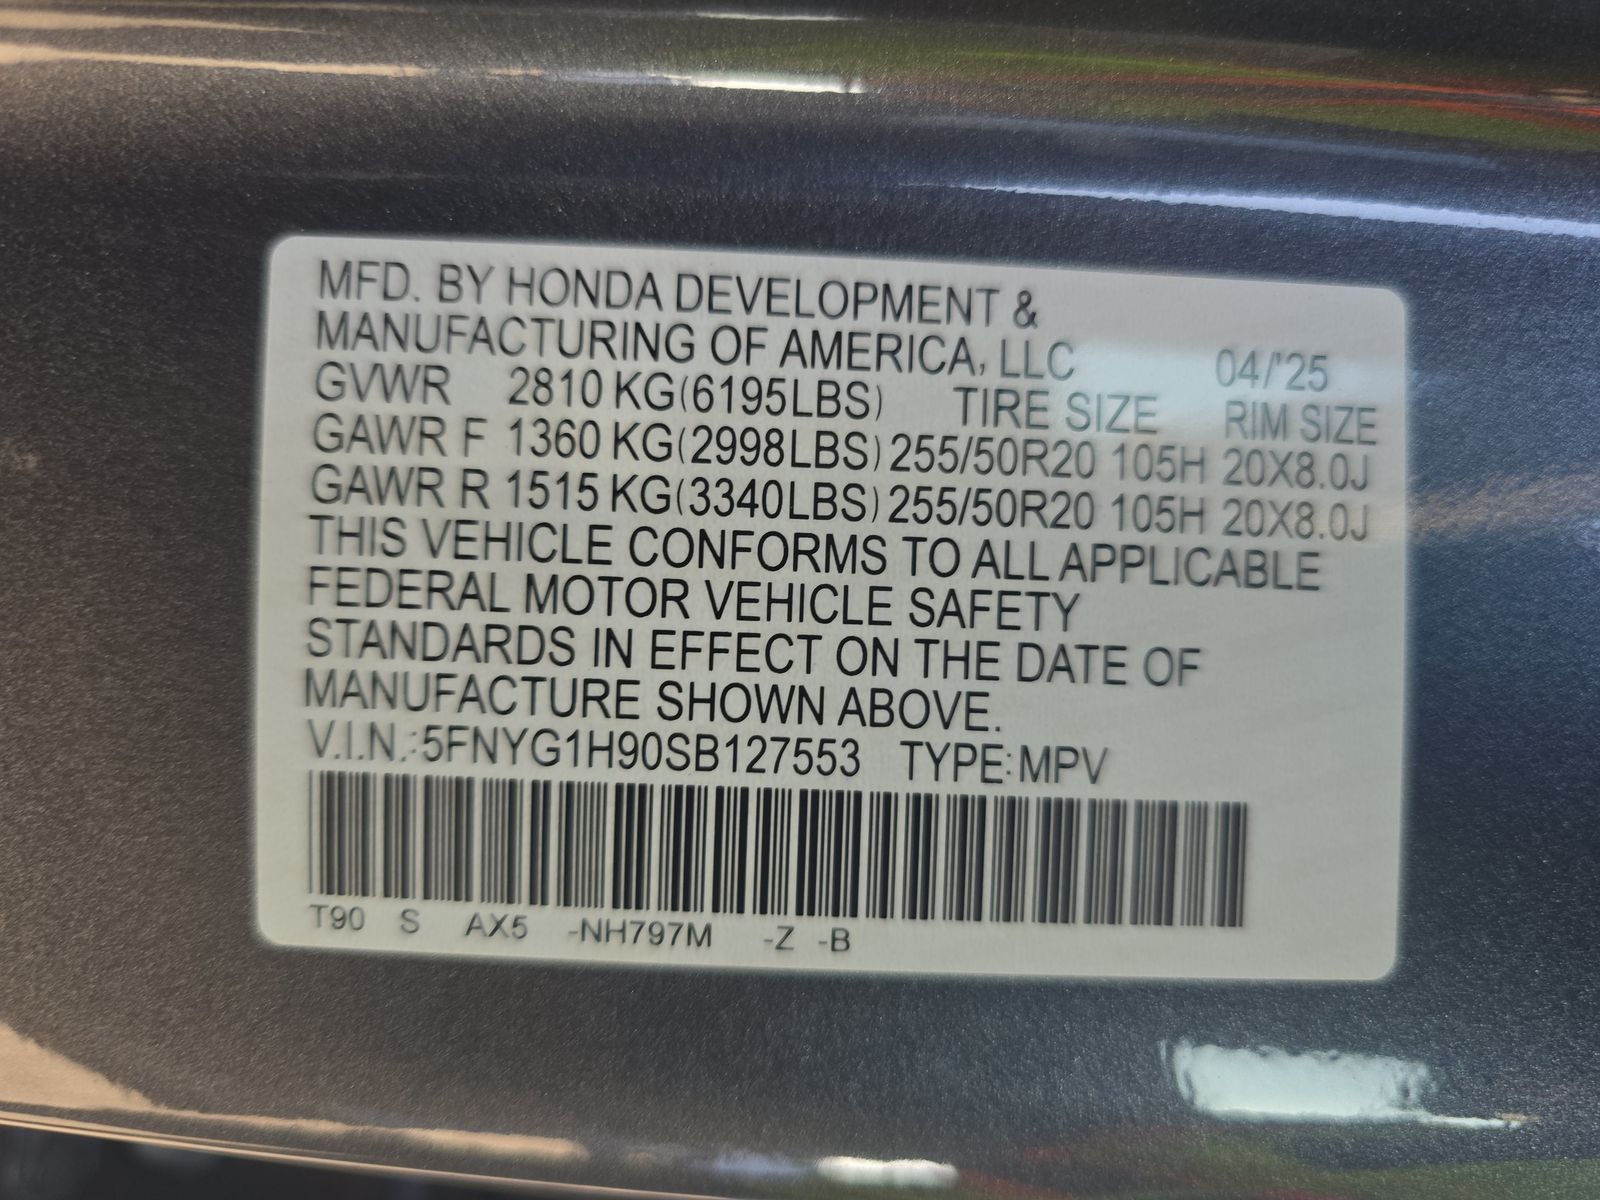 MFD. BY HONDA DEVELOPMENT &
MANUFACTURING OF AMERICA, LLC 04/'25
GVWR 2810 KG(6195LBS) TIRE SIZE RIM SIZE
GAWR F 1360 KG(2998LBS) 255/50R20 105H 20X8.0J
GAWR R 1515 KG(3340LBS) 255/50R20 105H 20X8.0J
THIS VEHICLE CONFORMS TO ALL APPLICABLE
FEDERAL MOTOR VEHICLE SAFETY
STANDARDS IN EFFECT ON THE DATE OF
MANUFACTURE SHOWN ABOVE.
V.I.N.:5FNYG1H90SB127553 TYPE:MPV
T90 S AX5 -NH797M -Z -B